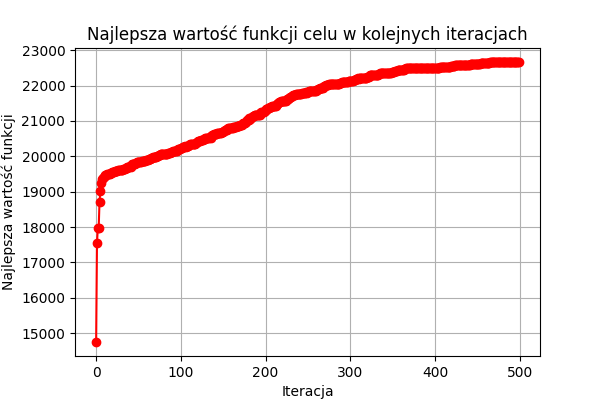 Najlepsza wartość funkcji celu w kolejnych iteracjach
23000
22000
21000
20000
19000
18000
17000
16000
15000
Najlepsza wartość funkcji
0 100 200 300 400 500
Iteracja